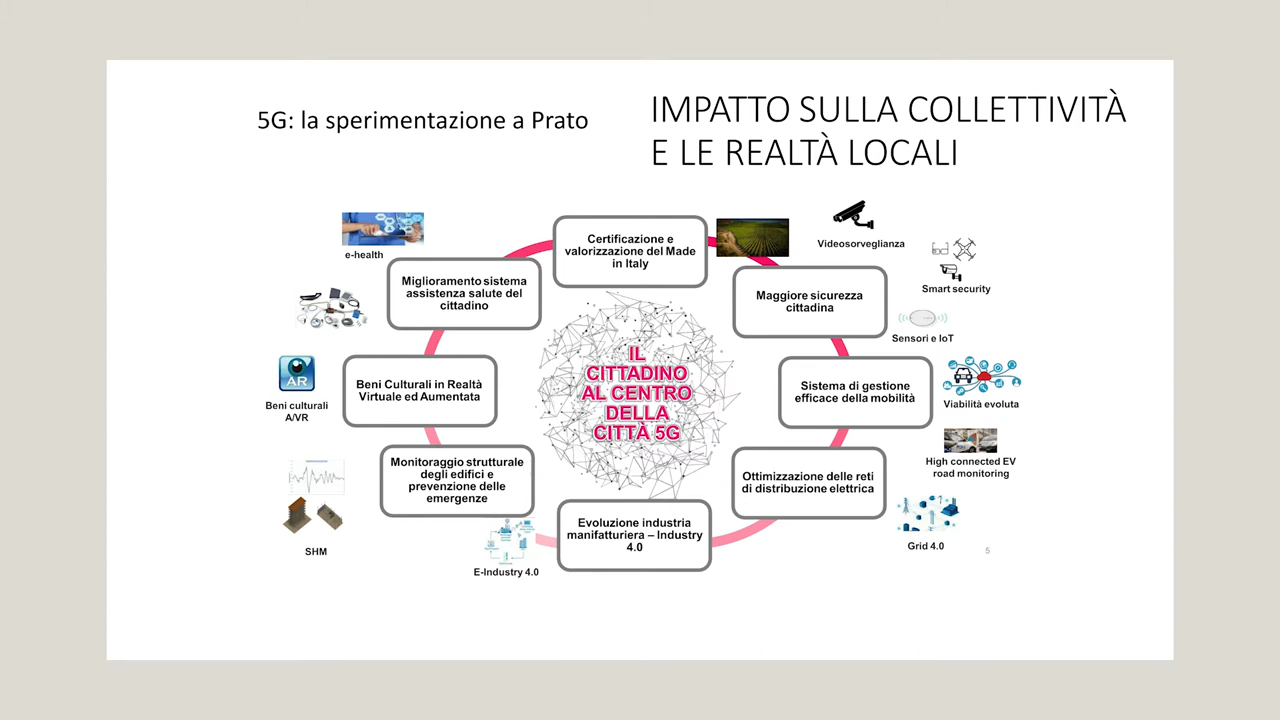 5G: la sperimentazione a Prato
IMPATTO SULLA COLLETTIVITÀ
E LE REALTÀ LOCALI
e-health
Certificazione e
valorizzazione del Made
in Italy
Videosorveglianza
Miglioramento sistema
assistenza salute del
cittadino
Maggiore sicurezza
cittadina
Smart security
Sensori e IoT
AR
Beni culturali
A/VR
Beni Culturali in Realtà
Virtuale ed Aumentata
IL
CITTADINO
AL CENTRO
DELLA
CITTÀ 5G
Sistema di gestione
efficace della mobilità
Viabilità evoluta
Monitoraggio strutturale
degli edifici e
prevenzione delle
emergenze
Ottimizzazione delle reti
di distribuzione elettrica
High connected EV
road monitoring
SHM
E-Industry 4.0
Evoluzione industria
manifatturiera – Industry
4.0
Grid 4.0
5